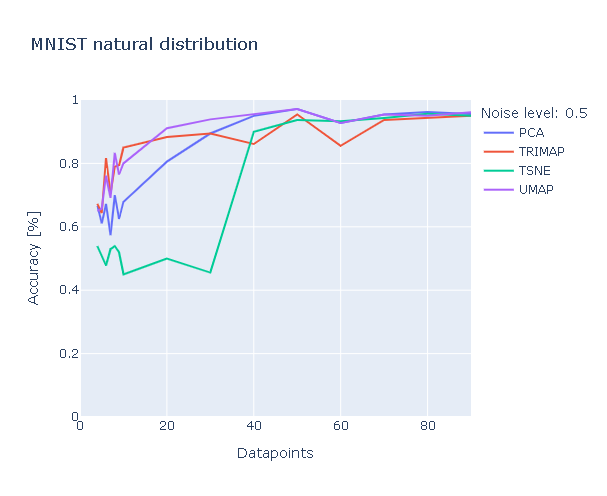 MNIST natural distribution
Noise level: 0.5
PCA
TRIMAP
TSNE
UMAP
Accuracy [%]
1
0.8
0.6
0.4
0.2
0
0
20
40
60
80
Datapoints